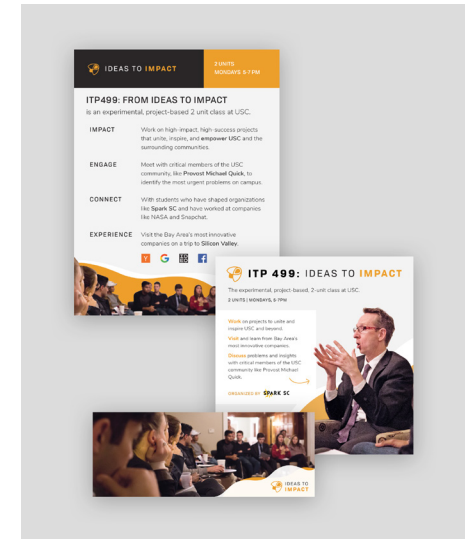 IDEAS TO IMPACT
2 UNITS
MONDAYS 5-7 PM
ITP499: FROM IDEAS TO IMPACT
is an experimental, project-based 2 unit class at USC.
IMPACT
Work on high-impact, high-success projects
that unite, inspire, and empower USC and the
surrounding communities.
ENGAGE
Meet with critical members of the USC
community, like Provost Michael Quick, to
identify the most urgent problems on campus.
CONNECT
With students who have shaped organizations
like Spark SC and have worked at companies
like NASA and Snapchat.
EXPERIENCE
Visit the Bay Area's most innovative
companies on a trip to Silicon Valley.
Y G f
ITP 499: IDEAS TO IMPACT
The experimental, project-based, 2-unit class at USC.
2 UNITS | MONDAYS, 5-7PM
Work on projects to unite and
inspire USC and beyond.
Visit and learn from Bay Area's
most innovative companies.
Discuss problems and insights
with critical members of the USC
community like Provost Michael
Quick.
ORGANIZED BY SPARK SC
IDEAS TO
IMPACT